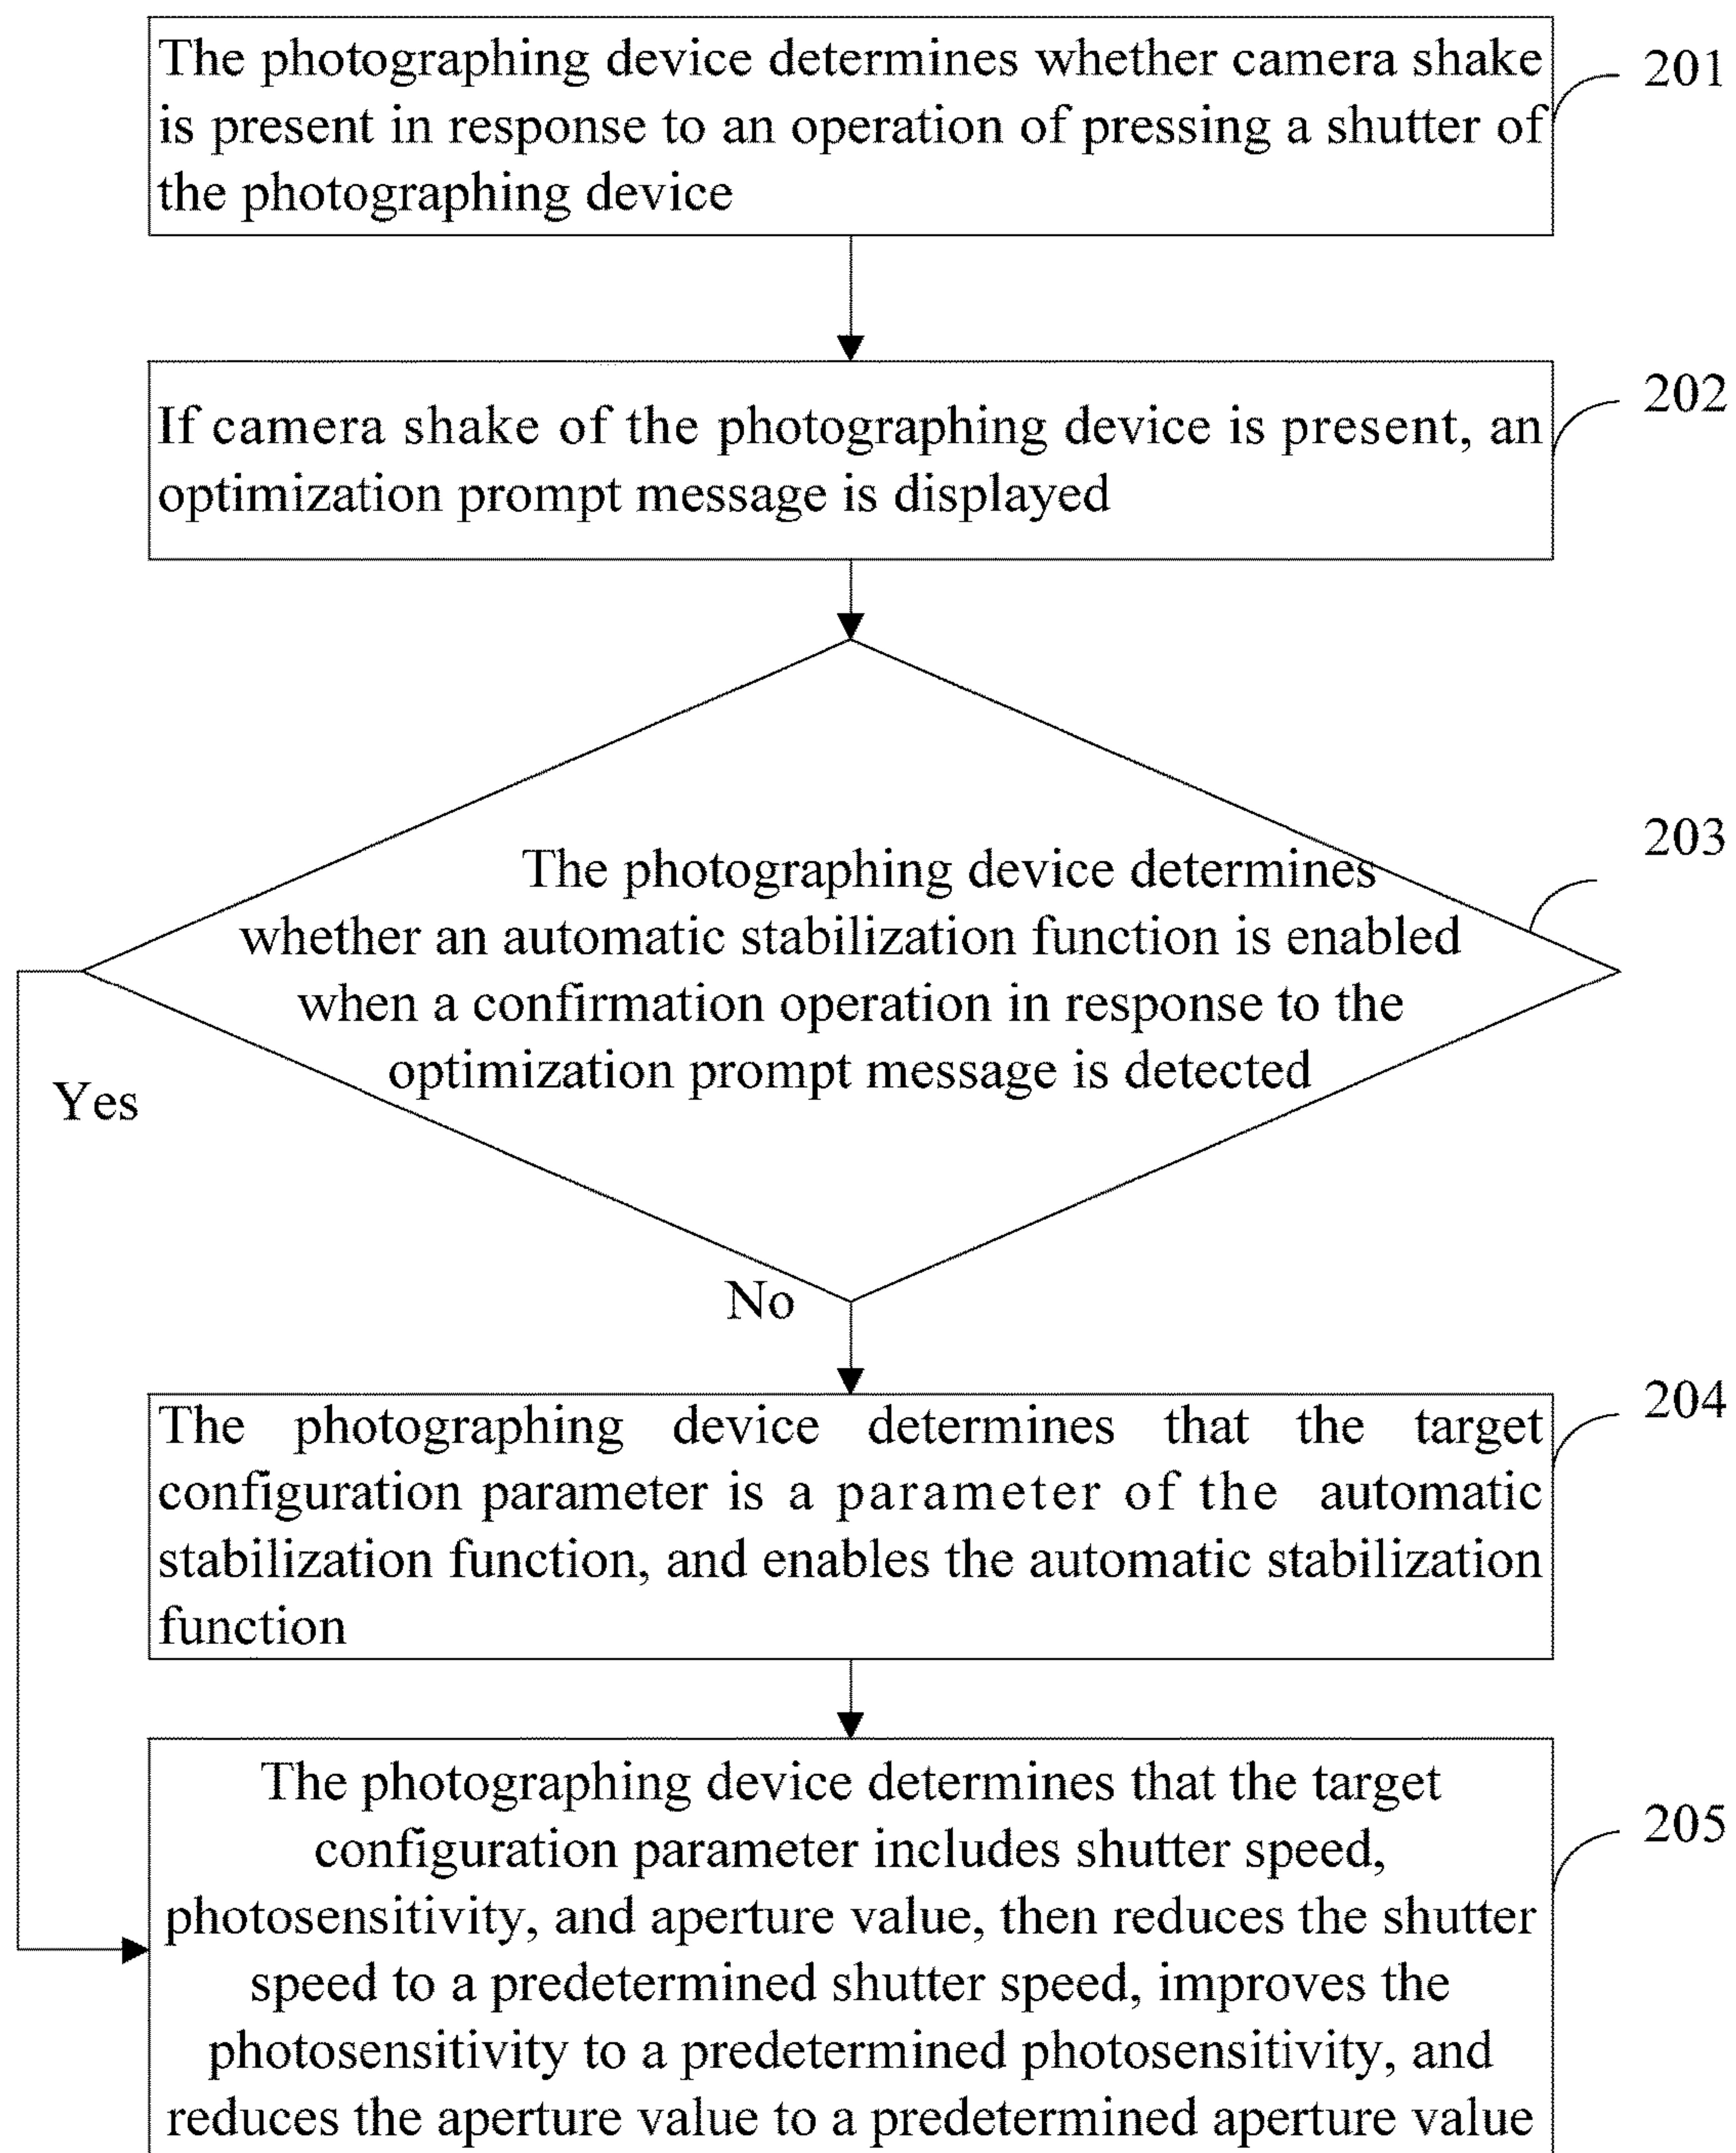 The photographing device determines whether camera shake
is present in response to an operation of pressing a shutter of
the photographing device
201
If camera shake of the photographing device is present, an
optimization prompt message is displayed
202
The photographing device determines
whether an automatic stabilization function is enabled
when a confirmation operation in response to the
optimization prompt message is detected
203
Yes
No
The photographing device determines that the target
configuration parameter is a parameter of the automatic
stabilization function, and enables the automatic stabilization
function
204
The photographing device determines that the target
configuration parameter includes shutter speed,
photosensitivity, and aperture value, then reduces the shutter
speed to a predetermined shutter speed, improves the
photosensitivity to a predetermined photosensitivity, and
reduces the aperture value to a predetermined aperture value
205